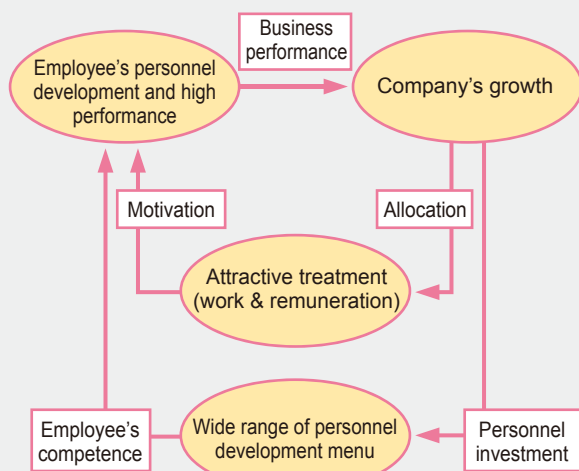 Business
performance
Employee's personnel
development and high
performance
Company's growth
Motivation
Allocation
Attractive treatment
(work & remuneration)
Employee's
competence
Wide range of personnel
development menu
Personnel
investment